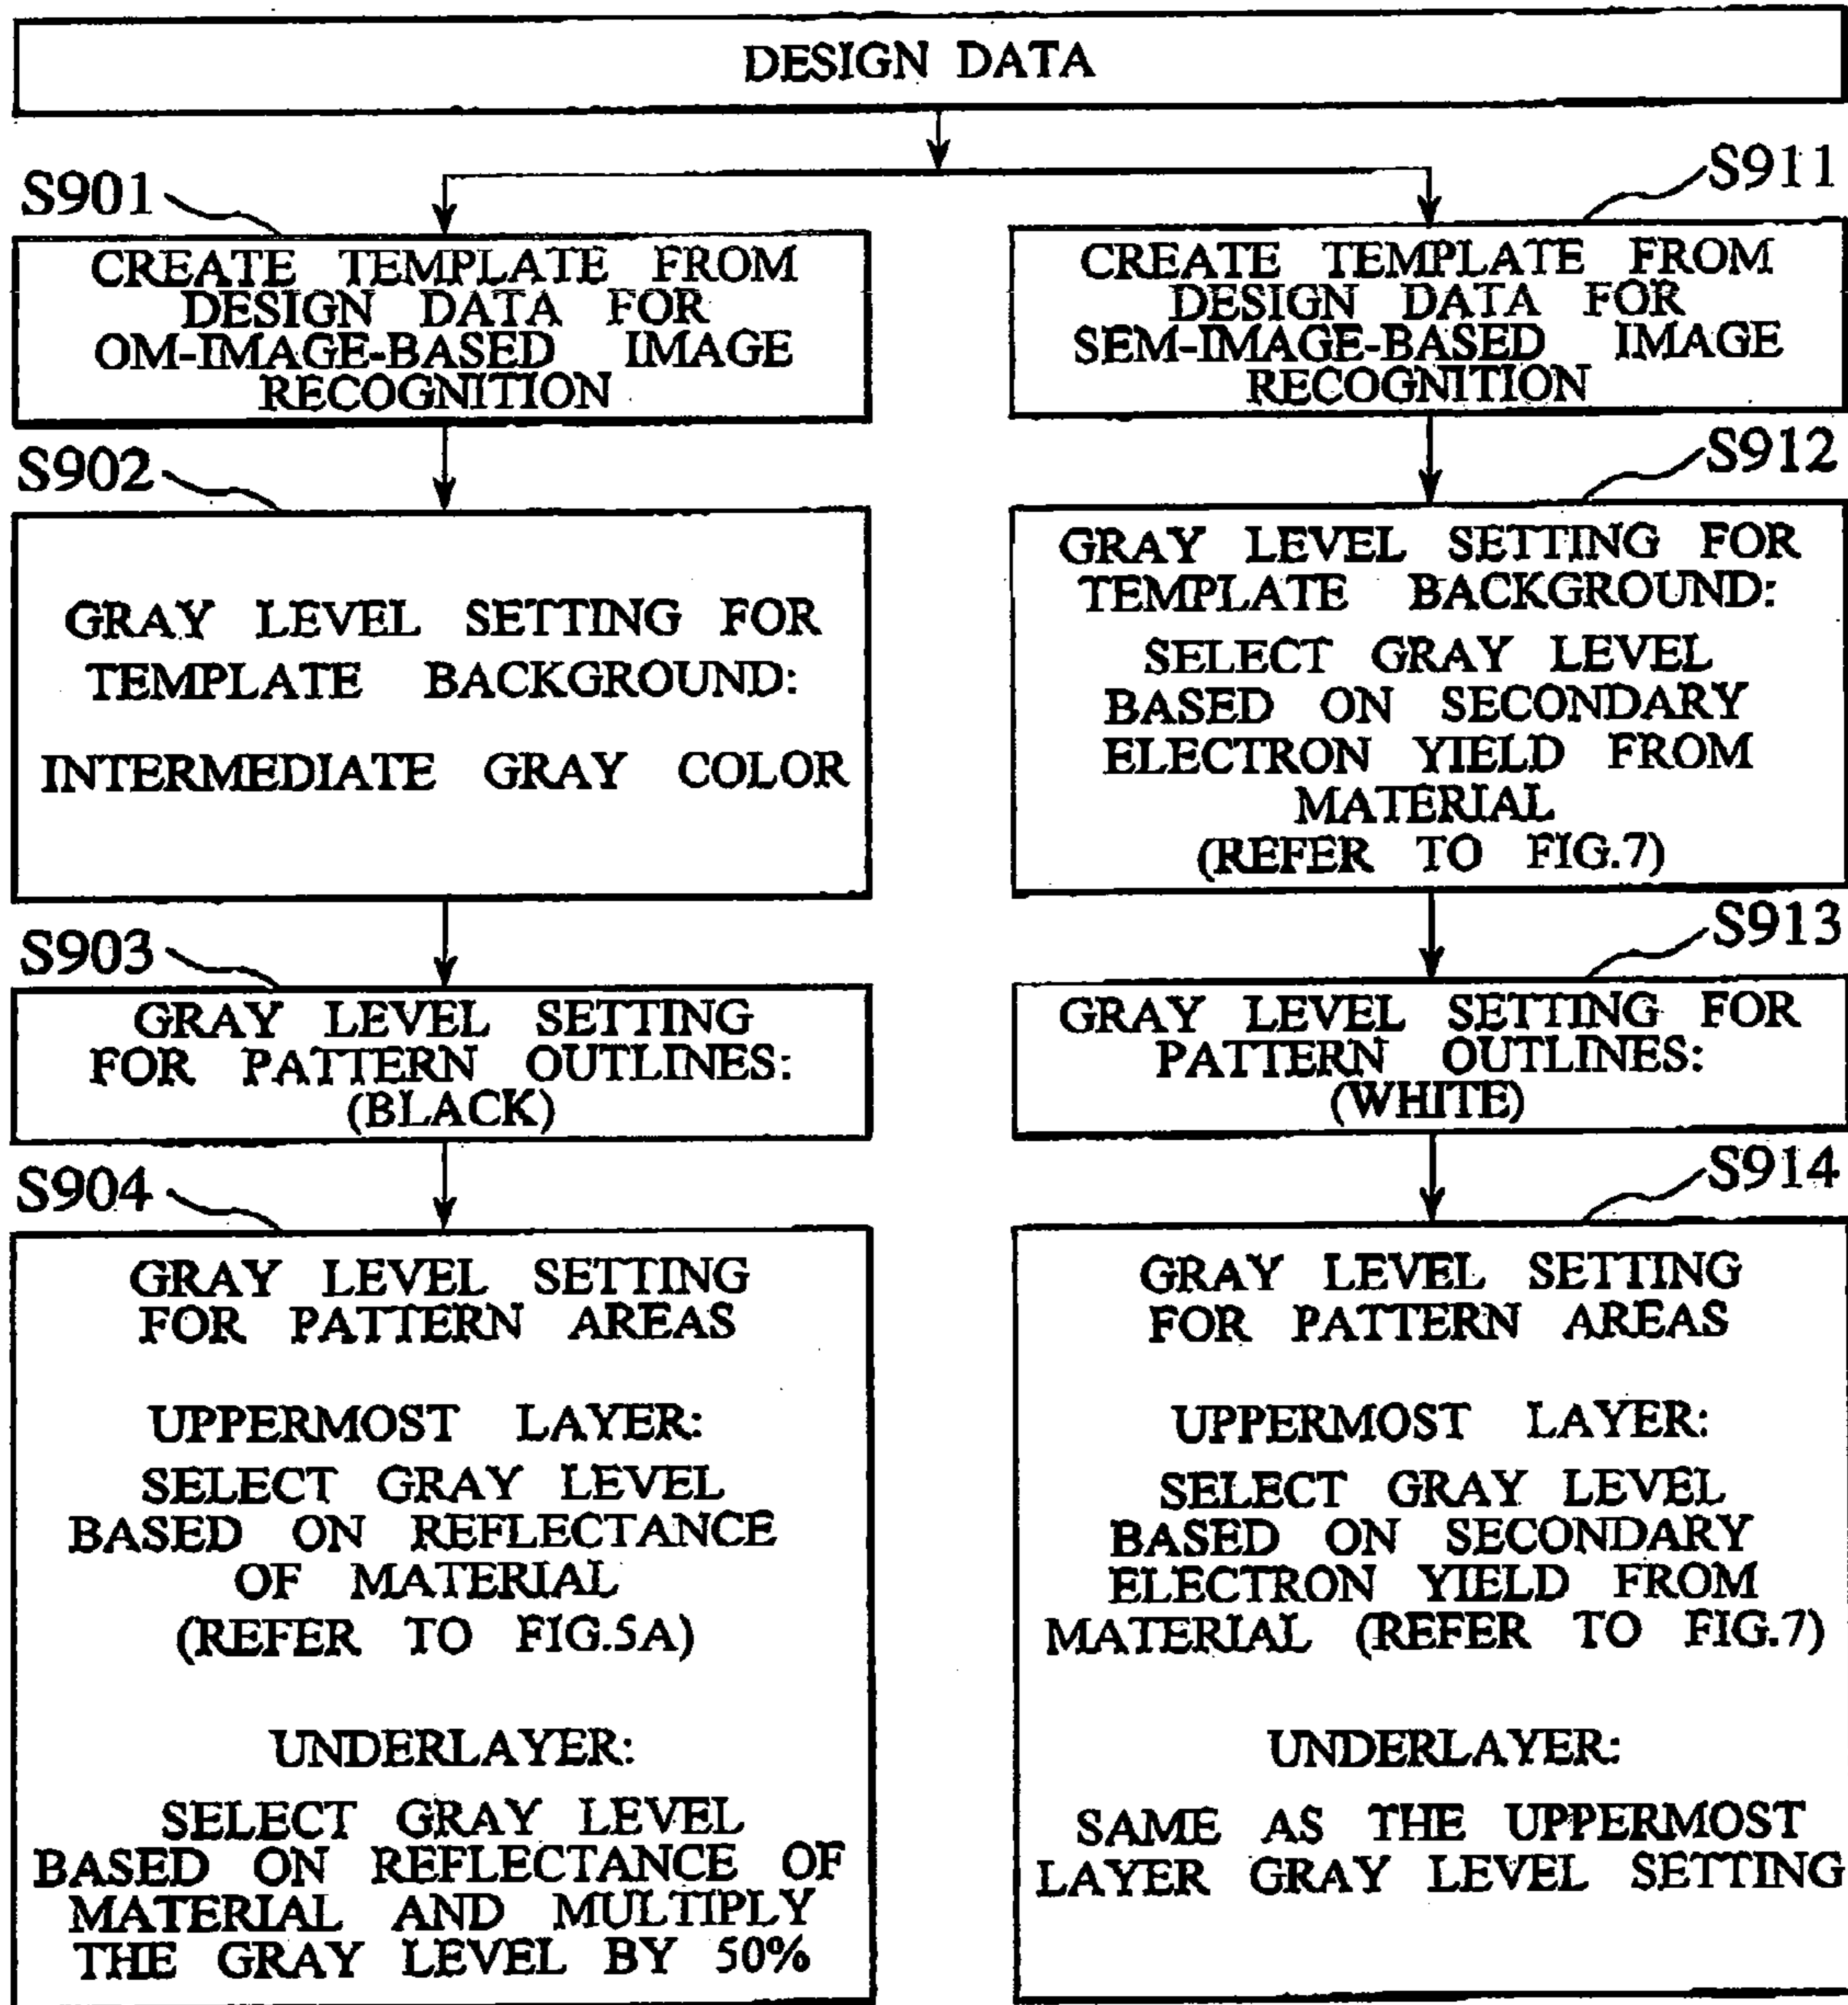 DESIGN DATA
S901
CREATE TEMPLATE FROM
DESIGN DATA FOR
OM-IMAGE-BASED IMAGE
RECOGNITION
S902
GRAY LEVEL SETTING FOR
TEMPLATE BACKGROUND:
INTERMEDIATE GRAY COLOR
S903
GRAY LEVEL SETTING
FOR PATTERN OUTLINES:
(BLACK)
S904
GRAY LEVEL SETTING
FOR PATTERN AREAS
UPPERMOST LAYER:
SELECT GRAY LEVEL
BASED ON REFLECTANCE
OF MATERIAL
(REFER TO FIG.5A)
UNDERLAYER:
SELECT GRAY LEVEL
BASED ON REFLECTANCE OF
MATERIAL AND MULTIPLY
THE GRAY LEVEL BY 50%
S911
CREATE TEMPLATE FROM
DESIGN DATA FOR
SEM-IMAGE-BASED IMAGE
RECOGNITION
S912
GRAY LEVEL SETTING FOR
TEMPLATE BACKGROUND:
SELECT GRAY LEVEL
BASED ON SECONDARY
ELECTRON YIELD FROM
MATERIAL
(REFER TO FIG.7)
S913
GRAY LEVEL SETTING FOR
PATTERN OUTLINES:
(WHITE)
S914
GRAY LEVEL SETTING
FOR PATTERN AREAS
UPPERMOST LAYER:
SELECT GRAY LEVEL
BASED ON SECONDARY
ELECTRON YIELD FROM
MATERIAL (REFER TO FIG.7)
UNDERLAYER:
SAME AS THE UPPERMOST
LAYER GRAY LEVEL SETTING